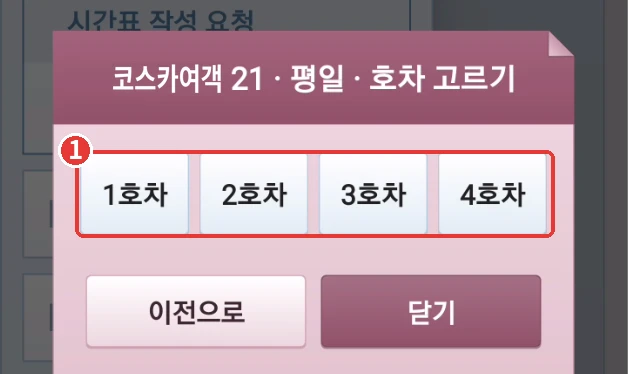 시간표 작성 요청
코스카여객 21 · 평일 · 호차 고르기
1
1호차 2호차 3호차 4호차
이전으로 닫기